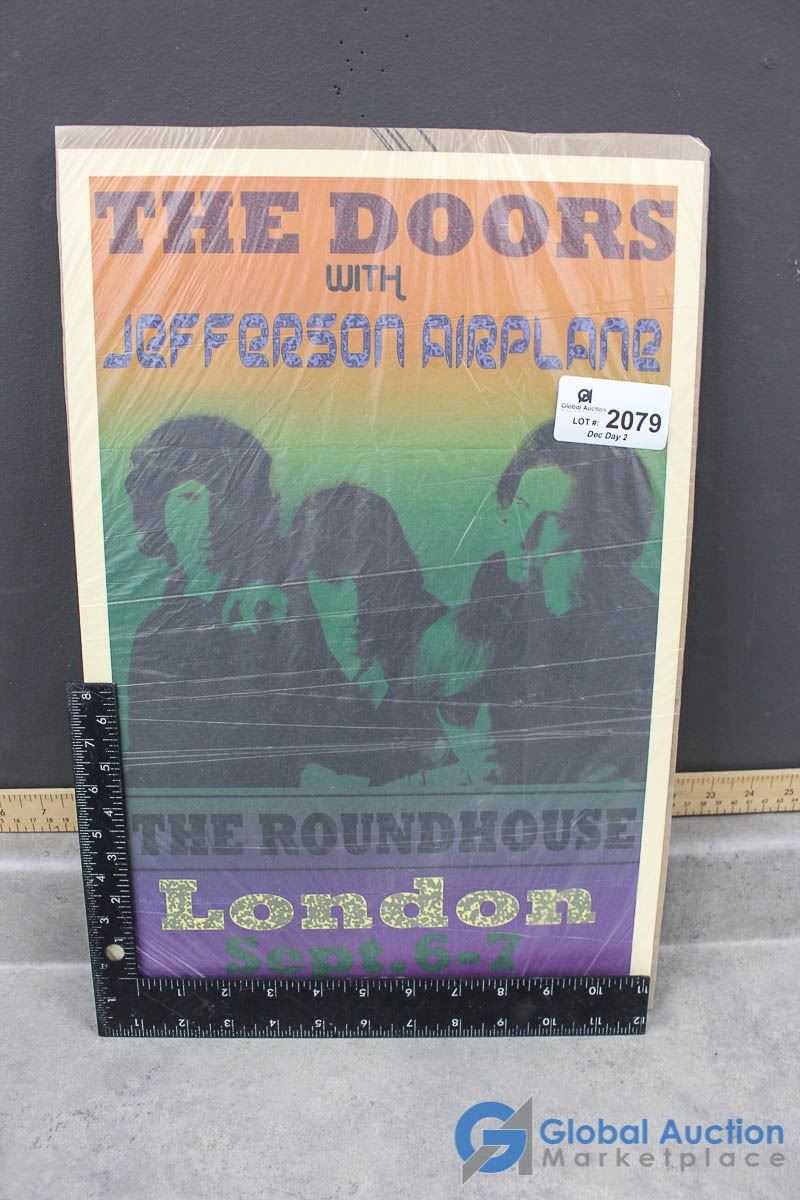 THE DOORS
WITH
JEFFERSON AIRPLANE
Global Auction
LOT #: 2079
Dec Day 2
THE ROUNDHOUSE
London
Sept. 6-7
Global Auction
Marketplace